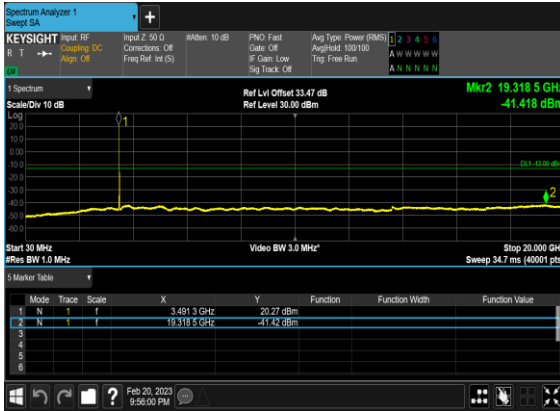 Spectrum Analyzer 1
Swept SA
+
KEYSIGHT
R T
Input: RF
Coupling: DC
Align: Off
Input Z: 50 Ω
Corrections: Off
Freq Ref: Int (S)
#Atten: 10 dB
PNO: Fast
Gate: Off
IF Gain: Low
Sig Track: Off
Avg Type: Power (RMS)
Avg|Hold: 100/100
Trig: Free Run
1 2 3 4 5 6
A W W W W W
A N N N N N
1 Spectrum
Scale/Div 10 dB
Ref Lvl Offset 33.47 dB
Ref Level 30.00 dBm
Mkr2 19.318 5 GHz
-41.418 dBm
Log
20.0
10.0
0.00
-10.0
-20.0
-30.0
-40.0
-50.0
-60.0
1
DL1 -13.00 dBm
2
Start 30 MHz
#Res BW 1.0 MHz
Video BW 3.0 MHz*
Stop 20.000 GHz
Sweep 34.7 ms (40001 pts)
5 Marker Table
Mode Trace Scale X Y Function Function Width Function Value
1 N 1 f 3.491 3 GHz 20.27 dBm
2 N 1 f 19.318 5 GHz -41.42 dBm
3
4
5
6
?
Feb 20, 2023
9:56:00 PM